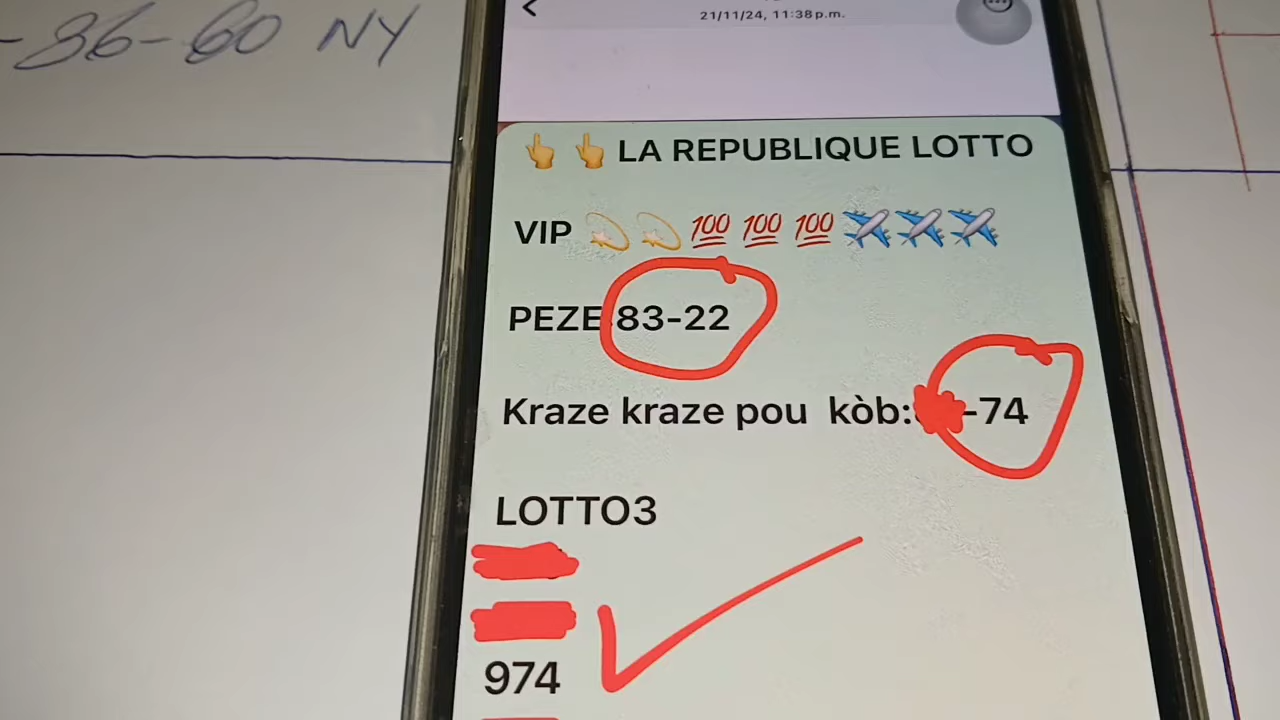 -36-60 NY
21/11/24, 11:38 p.m.
👆 👆 LA REPUBLIQUE LOTTO
VIP 💫 💫 💯 💯 💯 ✈️ ✈️ ✈️
PEZE 83-22
Kraze kraze pou kòb: -74
LOTTO3
974